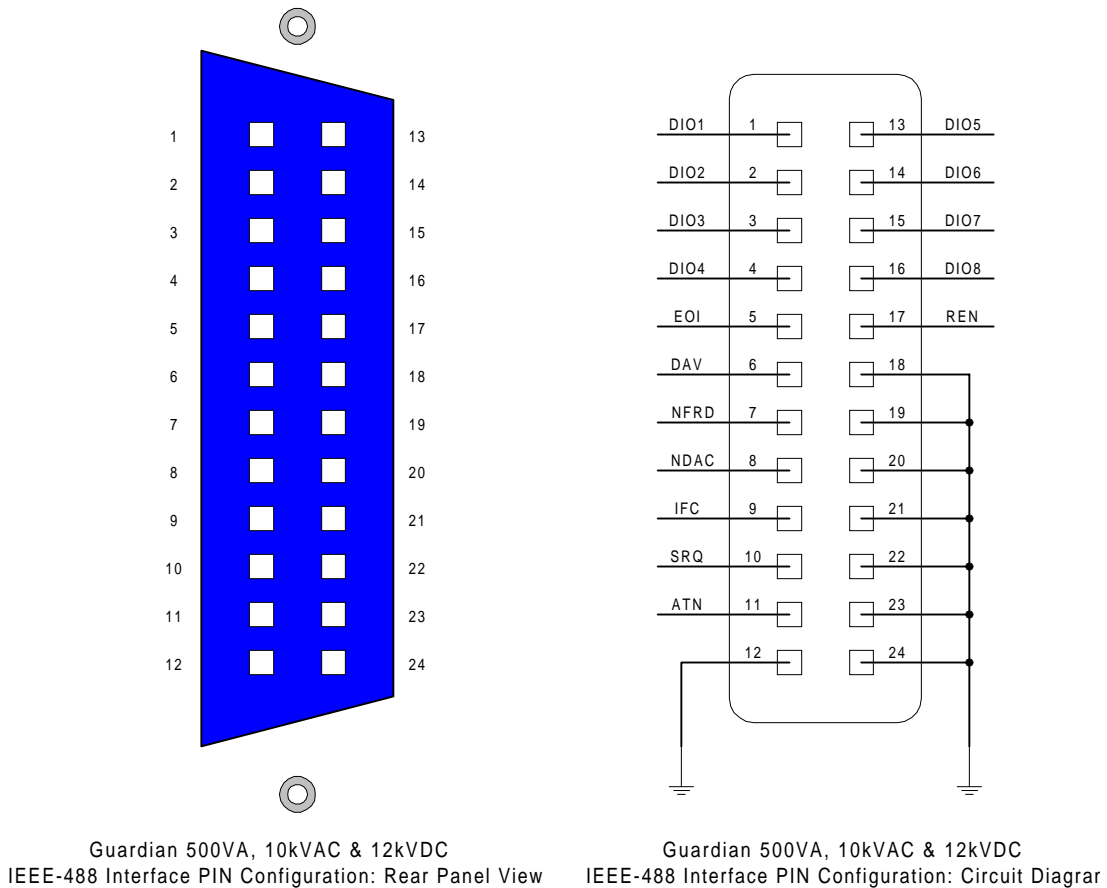 1 13
2 14
3 15
4 16
5 17
6 18
7 19
8 20
9 21
10 22
11 23
12 24
Guardian 500VA, 10kVAC & 12kVDC
IEEE-488 Interface PIN Configuration: Rear Panel View
DIO1 1 13 DIO5
DIO2 2 14 DIO6
DIO3 3 15 DIO7
DIO4 4 16 DIO8
EOI 5 17 REN
DAV 6 18
NFRD 7 19
NDAC 8 20
IFC 9 21
SRQ 10 22
ATN 11 23
12 24
Guardian 500VA, 10kVAC & 12kVDC
IEEE-488 Interface PIN Configuration: Circuit Diagrar